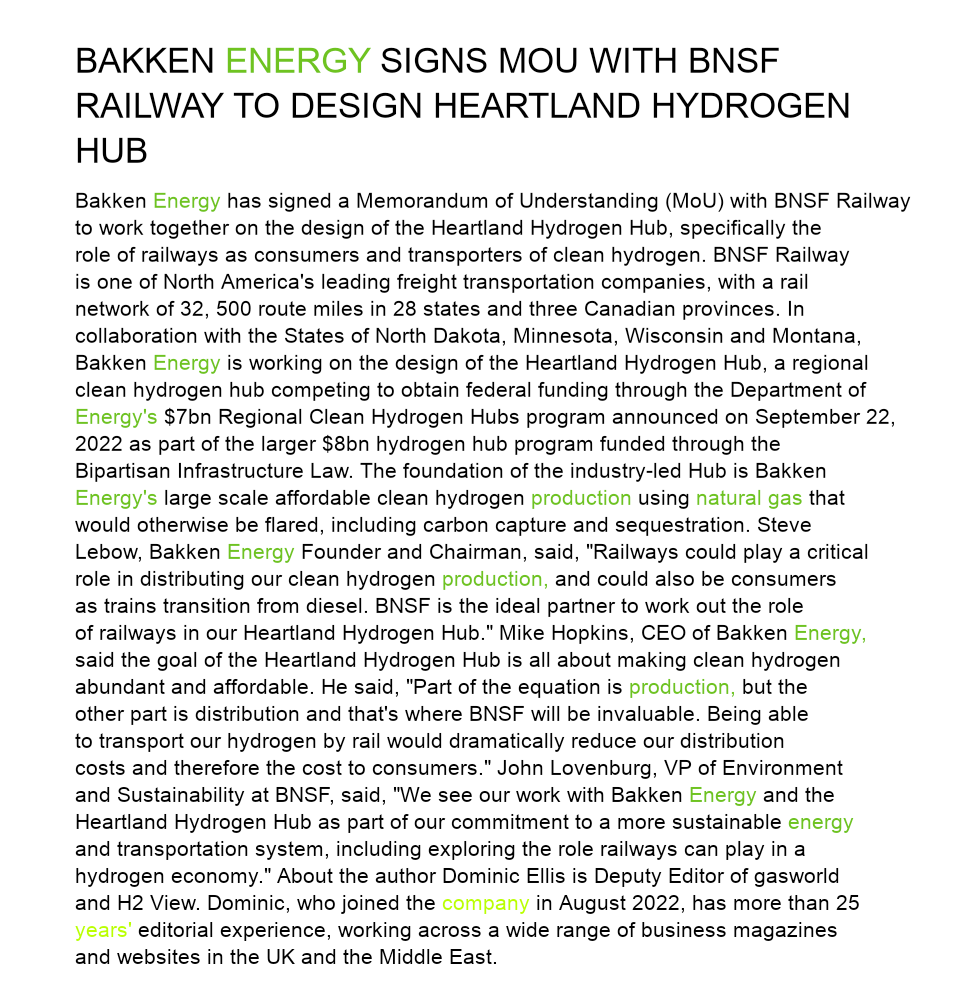 BAKKEN ENERGY SIGNS MOU WITH BNSF
RAILWAY TO DESIGN HEARTLAND HYDROGEN
HUB
Bakken Energy has signed a Memorandum of Understanding (MoU) with BNSF Railway
to work together on the design of the Heartland Hydrogen Hub, specifically the
role of railways as consumers and transporters of clean hydrogen. BNSF Railway
is one of North America's leading freight transportation companies, with a rail
network of 32, 500 route miles in 28 states and three Canadian provinces. In
collaboration with the States of North Dakota, Minnesota, Wisconsin and Montana,
Bakken Energy is working on the design of the Heartland Hydrogen Hub, a regional
clean hydrogen hub competing to obtain federal funding through the Department of
Energy's $7bn Regional Clean Hydrogen Hubs program announced on September 22,
2022 as part of the larger $8bn hydrogen hub program funded through the
Bipartisan Infrastructure Law. The foundation of the industry-led Hub is Bakken
Energy's large scale affordable clean hydrogen production using natural gas that
would otherwise be flared, including carbon capture and sequestration. Steve
Lebow, Bakken Energy Founder and Chairman, said, "Railways could play a critical
role in distributing our clean hydrogen production, and could also be consumers
as trains transition from diesel. BNSF is the ideal partner to work out the role
of railways in our Heartland Hydrogen Hub." Mike Hopkins, CEO of Bakken Energy,
said the goal of the Heartland Hydrogen Hub is all about making clean hydrogen
abundant and affordable. He said, "Part of the equation is production, but the
other part is distribution and that's where BNSF will be invaluable. Being able
to transport our hydrogen by rail would dramatically reduce our distribution
costs and therefore the cost to consumers." John Lovenburg, VP of Environment
and Sustainability at BNSF, said, "We see our work with Bakken Energy and the
Heartland Hydrogen Hub as part of our commitment to a more sustainable energy
and transportation system, including exploring the role railways can play in a
hydrogen economy." About the author Dominic Ellis is Deputy Editor of gasworld
and H2 View. Dominic, who joined the company in August 2022, has more than 25
years' editorial experience, working across a wide range of business magazines
and websites in the UK and the Middle East.